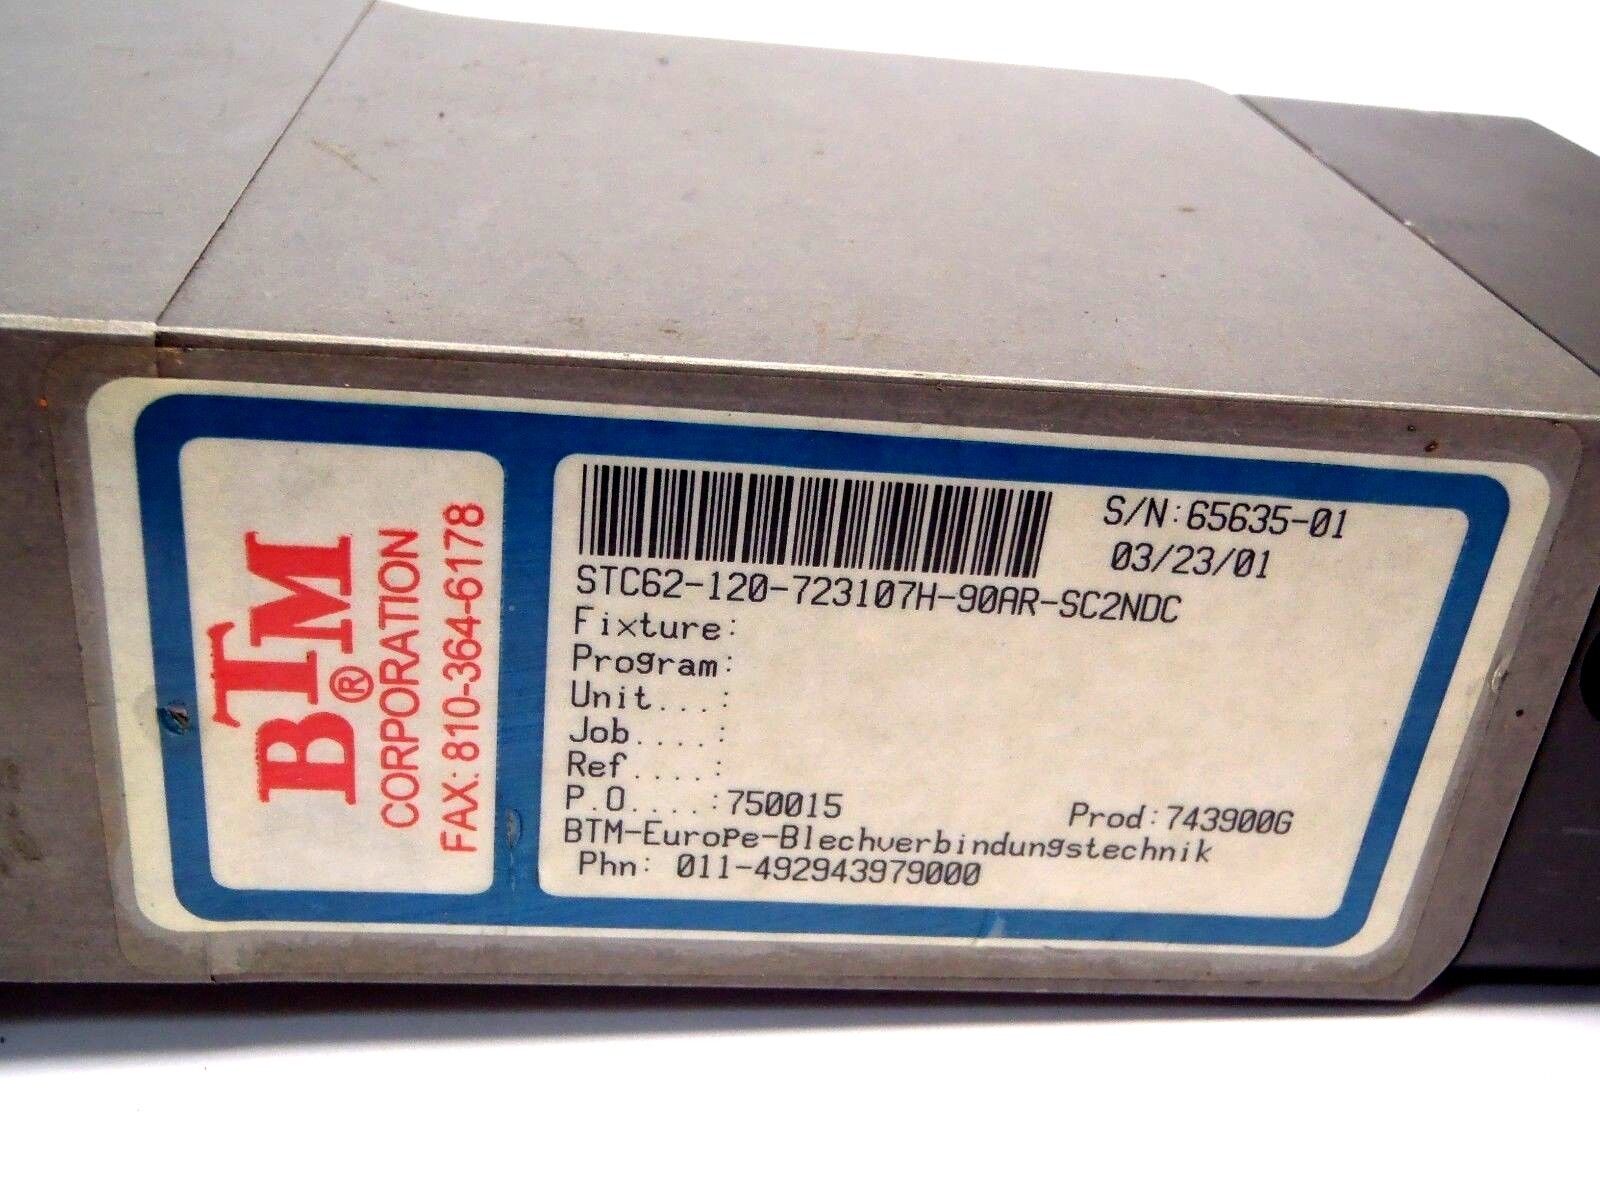 BTM
®
CORPORATION
FAX: 810-364-6178
S/N:65635-01
03/23/01
STC62-120-723107H-90AR-SC2NDC
Fixture:
Program:
Unit...:
Job....:
Ref....:
P.O....:750015 Prod:743900G
BTM-Europe-Blechverbindungstechnik
Phn: 011-492943979000